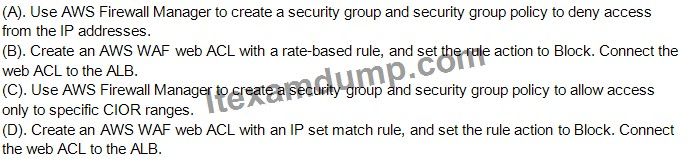 (A). Use AWS Firewall Manager to create a security group and security group policy to deny access
from the IP addresses.
(B). Create an AWS WAF web ACL with a rate-based rule, and set the rule action to Block. Connect the
web ACL to the ALB.
(C). Use AWS Firewall Manager to create a security group and security group policy to allow access
only to specific CIOR ranges.
(D). Create an AWS WAF web ACL with an IP set match rule, and set the rule action to Block. Connect
the web ACL to the ALB.
Itexamdump.com